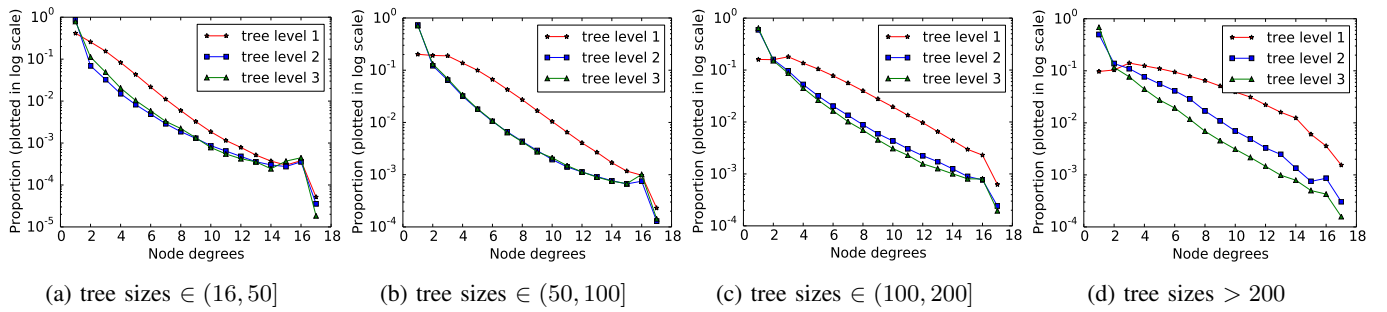 Proportion (plotted in log scale)
10^0
10^-1
10^-2
10^-3
10^-4
10^-5
0 2 4 6 8 10 12 14 16 18
Node degrees
tree level 1
tree level 2
tree level 3
(a) tree sizes ∈ (16, 50]
Proportion (plotted in log scale)
10^0
10^-1
10^-2
10^-3
10^-4
0 2 4 6 8 10 12 14 16 18
Node degrees
tree level 1
tree level 2
tree level 3
(b) tree sizes ∈ (50, 100]
Proportion (plotted in log scale)
10^0
10^-1
10^-2
10^-3
10^-4
0 2 4 6 8 10 12 14 16 18
Node degrees
tree level 1
tree level 2
tree level 3
(c) tree sizes ∈ (100, 200]
Proportion (plotted in log scale)
10^0
10^-1
10^-2
10^-3
10^-4
0 2 4 6 8 10 12 14 16 18
Node degrees
tree level 1
tree level 2
tree level 3
(d) tree sizes > 200